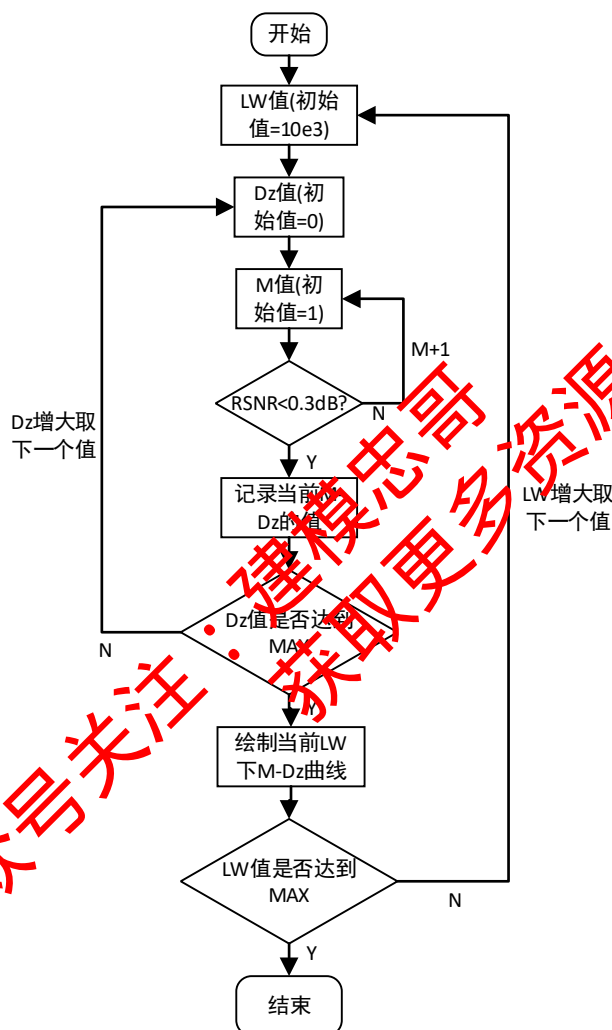 开始
LW值(初始
值=10e3)
Dz值(初
始值=0)
M值(初
始值=1)
M+1
RSNR<0.3dB?
N
Y
Dz增大取
下一个值
记录当前M-
Dz的值
LW增大取
下一个值
Dz值是否达到
MAX
N
Y
绘制当前LW
下M-Dz曲线
LW值是否达到
MAX
N
Y
结束
众号关注:建模忠哥
获取更多资源